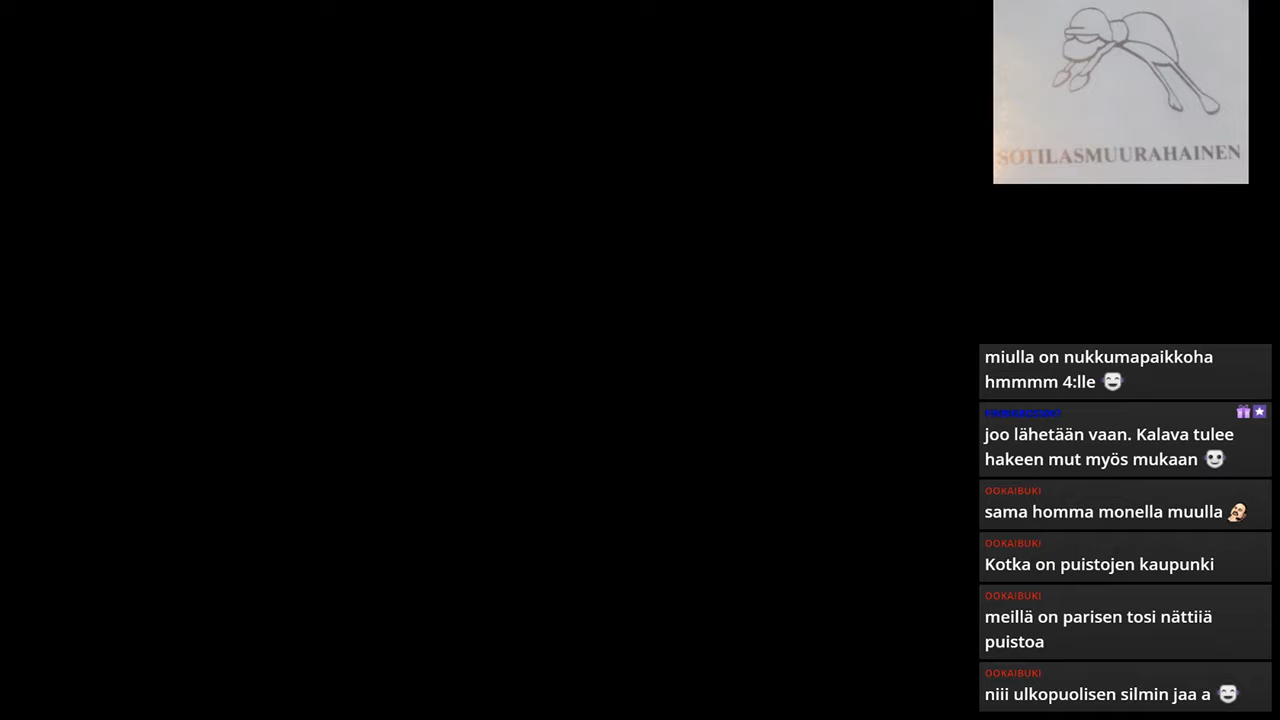 SOTILASMUURAHAINEN
miulla on nukkumapaikkoha
hmmmm 4:lle
joo lähetään vaan. Kalava tulee
hakeen mut myös mukaan
OOKAIBUKI
sama homma monella muulla
OOKAIBUKI
Kotka on puistojen kaupunki
OOKAIBUKI
meillä on parisen tosi nättiiä
puistoa
OOKAIBUKI
niii ulkopuolisen silmin jaa a